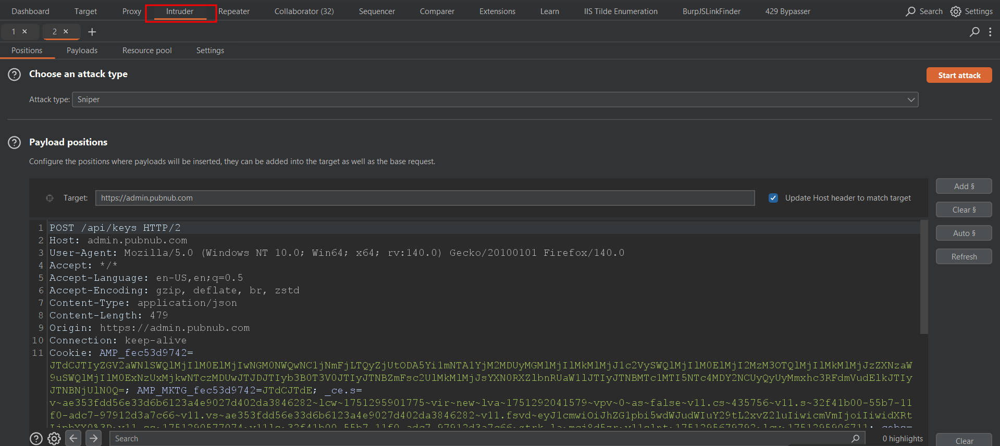 Dashboard Target Proxy Intruder Repeater Collaborator (32) Sequencer Comparer Extensions Learn IIS Tilde Enumeration BurpJSLinkFinder 429 Bypasser Search Settings
1 × 2 × +
Positions Payloads Resource pool Settings
? Choose an attack type
Start attack
Attack type: Sniper
? Payload positions
Configure the positions where payloads will be inserted, they can be added into the target as well as the base request.
Target: https://admin.pubnub.com Update Host header to match target
Add §
Clear §
Auto §
Refresh
1 POST /api/keys HTTP/2
2 Host: admin.pubnub.com
3 User-Agent: Mozilla/5.0 (Windows NT 10.0; Win64; x64; rv:140.0) Gecko/20100101 Firefox/140.0
4 Accept: */*
5 Accept-Language: en-US,en;q=0.5
6 Accept-Encoding: gzip, deflate, br, zstd
7 Content-Type: application/json
8 Content-Length: 479
9 Origin: https://admin.pubnub.com
10 Connection: keep-alive
11 Cookie: AMP_fec53d9742=
JTdCJTIyZGV2aWNlSWQlMjIlM0ElMjIwNGM0NWQwNC1jNmFjLTQyZjUtODA5Yi1mNTA1YjM2MDUyMGMlMjIlMkMlMjJ1c2VySWQlMjIlM0ElMjI2MzM3OTQlMjIlMkMlMjJzZXNzaW
9uSWQlMjIlM0ExNzUxMjkwNTczMDUwJTJDJTIyb3B0T3V0JTIyJTNBZmFsc2UlMkMlMjJsYXN0RXZlbnRUaW1lJTIyJTNBMTc1MTI5NTc4MDY2NCUyQyUyMmxhc3RFdmVudElkJTIy
JTNBNjUlN0Q=; AMP_MKTG_fec53d9742=JTdCJTdE; _ce.s=
v~ae353fdd56e33d6b6123a4e9027d402da3846282~lcw~1751295901775~vir~new~lva~1751292041579~vpv~0~as~false~v11.cs~435756~v11.s~32f41b00-55b7-11
f0-adc7-97912d3a7c66~v11.vs~ae353fdd56e33d6b6123a4e9027d402da3846282~v11.fsvd~eyJ1cmwiOiJhZG1pbi5wdWJudWIuY29tL2xvZ2luIiwicmVmIjoiIiwidXRt
? Search 0 highlights
Clear